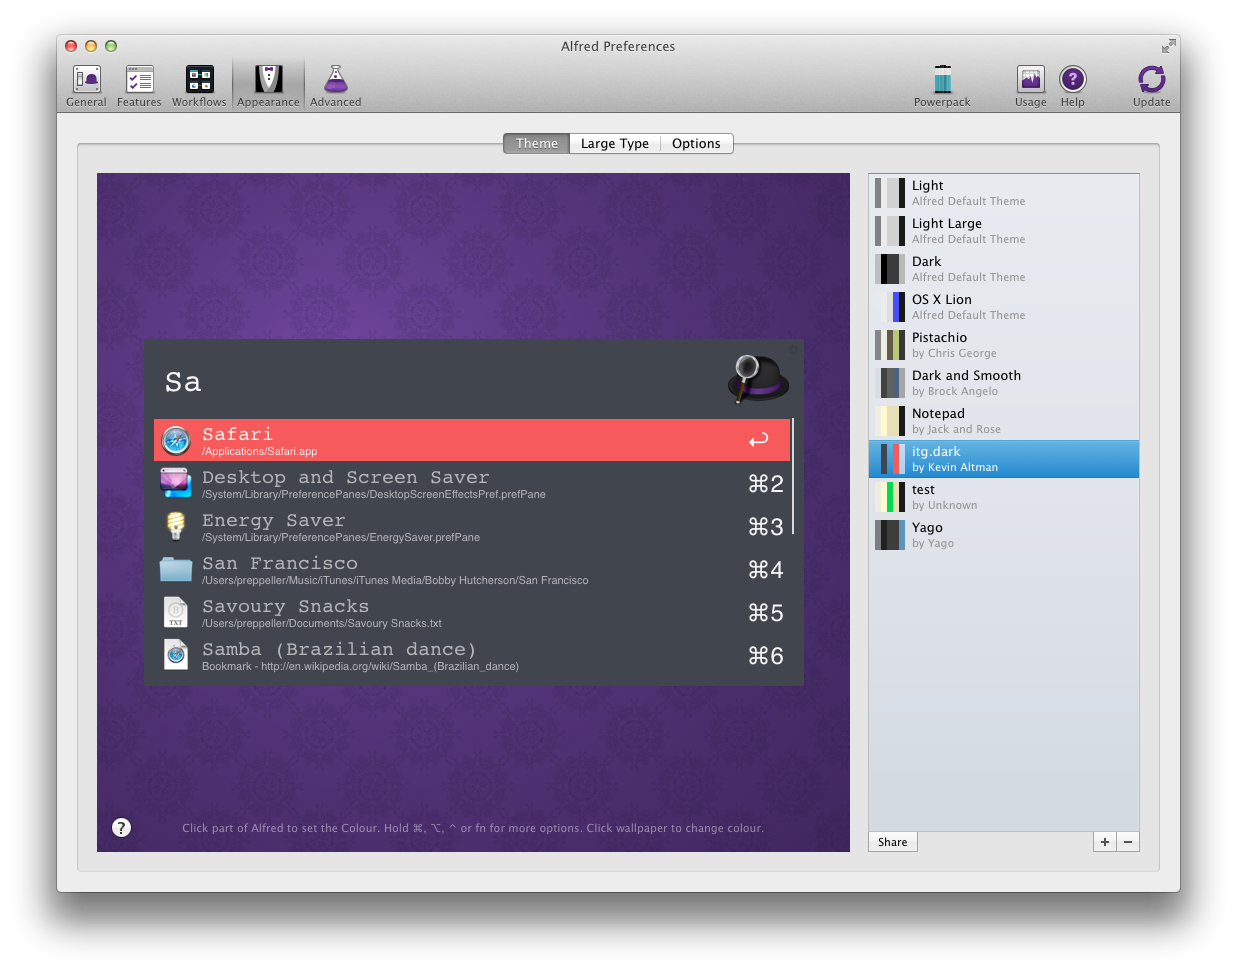 Alfred Preferences
General Features Workflows Appearance Advanced Powerpack Usage Help Update
Theme Large Type Options
Sa
Safari
/Applications/Safari.app
Desktop and Screen Saver
/System/Library/PreferencePanes/DesktopScreenEffectsPref.prefPane
⌘2
Energy Saver
/System/Library/PreferencePanes/EnergySaver.prefPane
⌘3
San Francisco
/Users/preppeller/Music/iTunes/iTunes Media/Bobby Hutcherson/San Francisco
⌘4
TXT
Savoury Snacks
/Users/preppeller/Documents/Savoury Snacks.txt
⌘5
Samba (Brazilian dance)
Bookmark - http://en.wikipedia.org/wiki/Samba_(Brazilian_dance)
⌘6
? Click part of Alfred to set the Colour. Hold ⌘, ⌥, ^ or fn for more options. Click wallpaper to change colour.
Light
Alfred Default Theme
Light Large
Alfred Default Theme
Dark
Alfred Default Theme
OS X Lion
Alfred Default Theme
Pistachio
by Chris George
Dark and Smooth
by Brock Angelo
Notepad
by Jack and Rose
itg.dark
by Kevin Altman
test
by Unknown
Yago
by Yago
Share + −